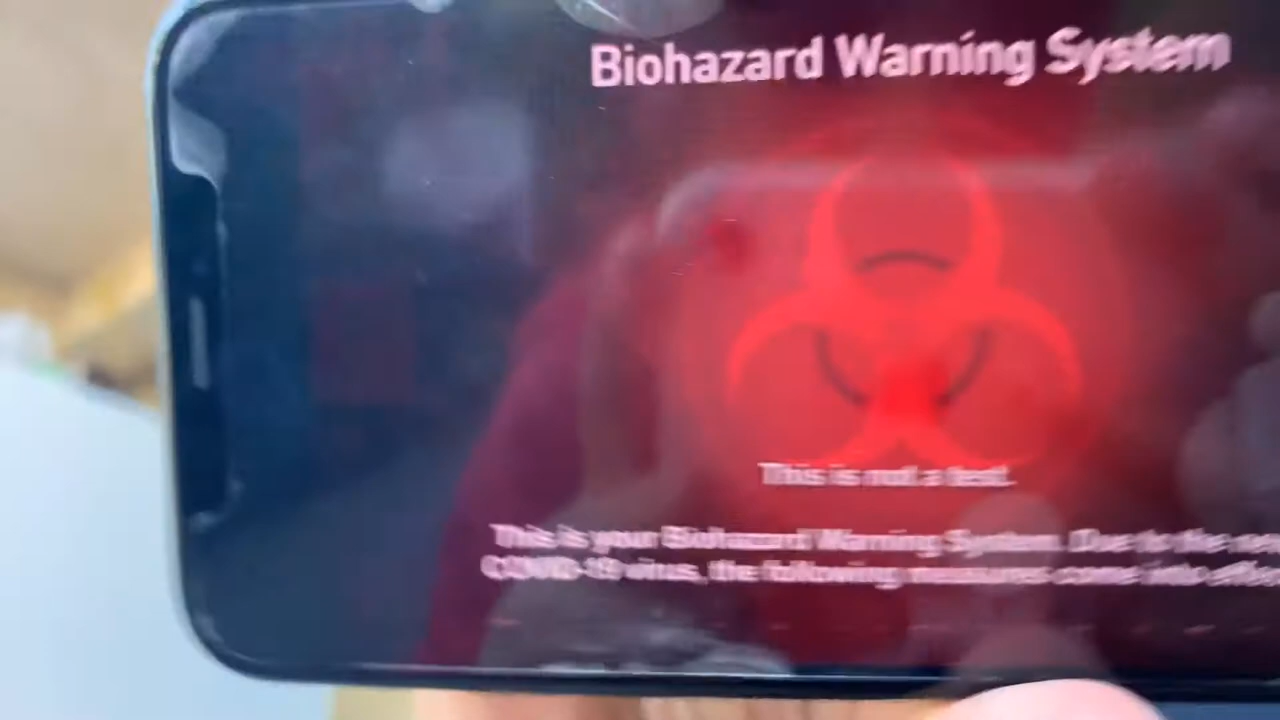 Biohazard Warning System
This is not a test.
This is your Biohazard Warning System. Due to the
COVID-19 virus, the following measures come into